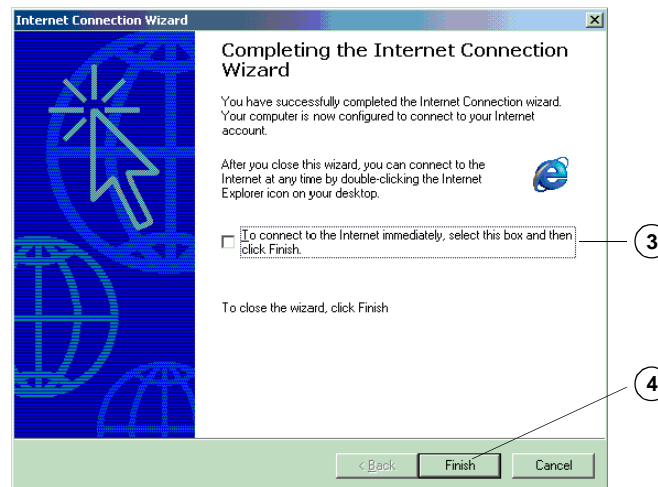 Internet Connection Wizard
Completing the Internet Connection
Wizard
You have successfully completed the Internet Connection wizard.
Your computer is now configured to connect to your Internet
account.
After you close this wizard, you can connect to the
Internet at any time by double-clicking the Internet
Explorer icon on your desktop.
To connect to the Internet immediately, select this box and then
click Finish.
3
To close the wizard, click Finish
4
< Back
Finish
Cancel